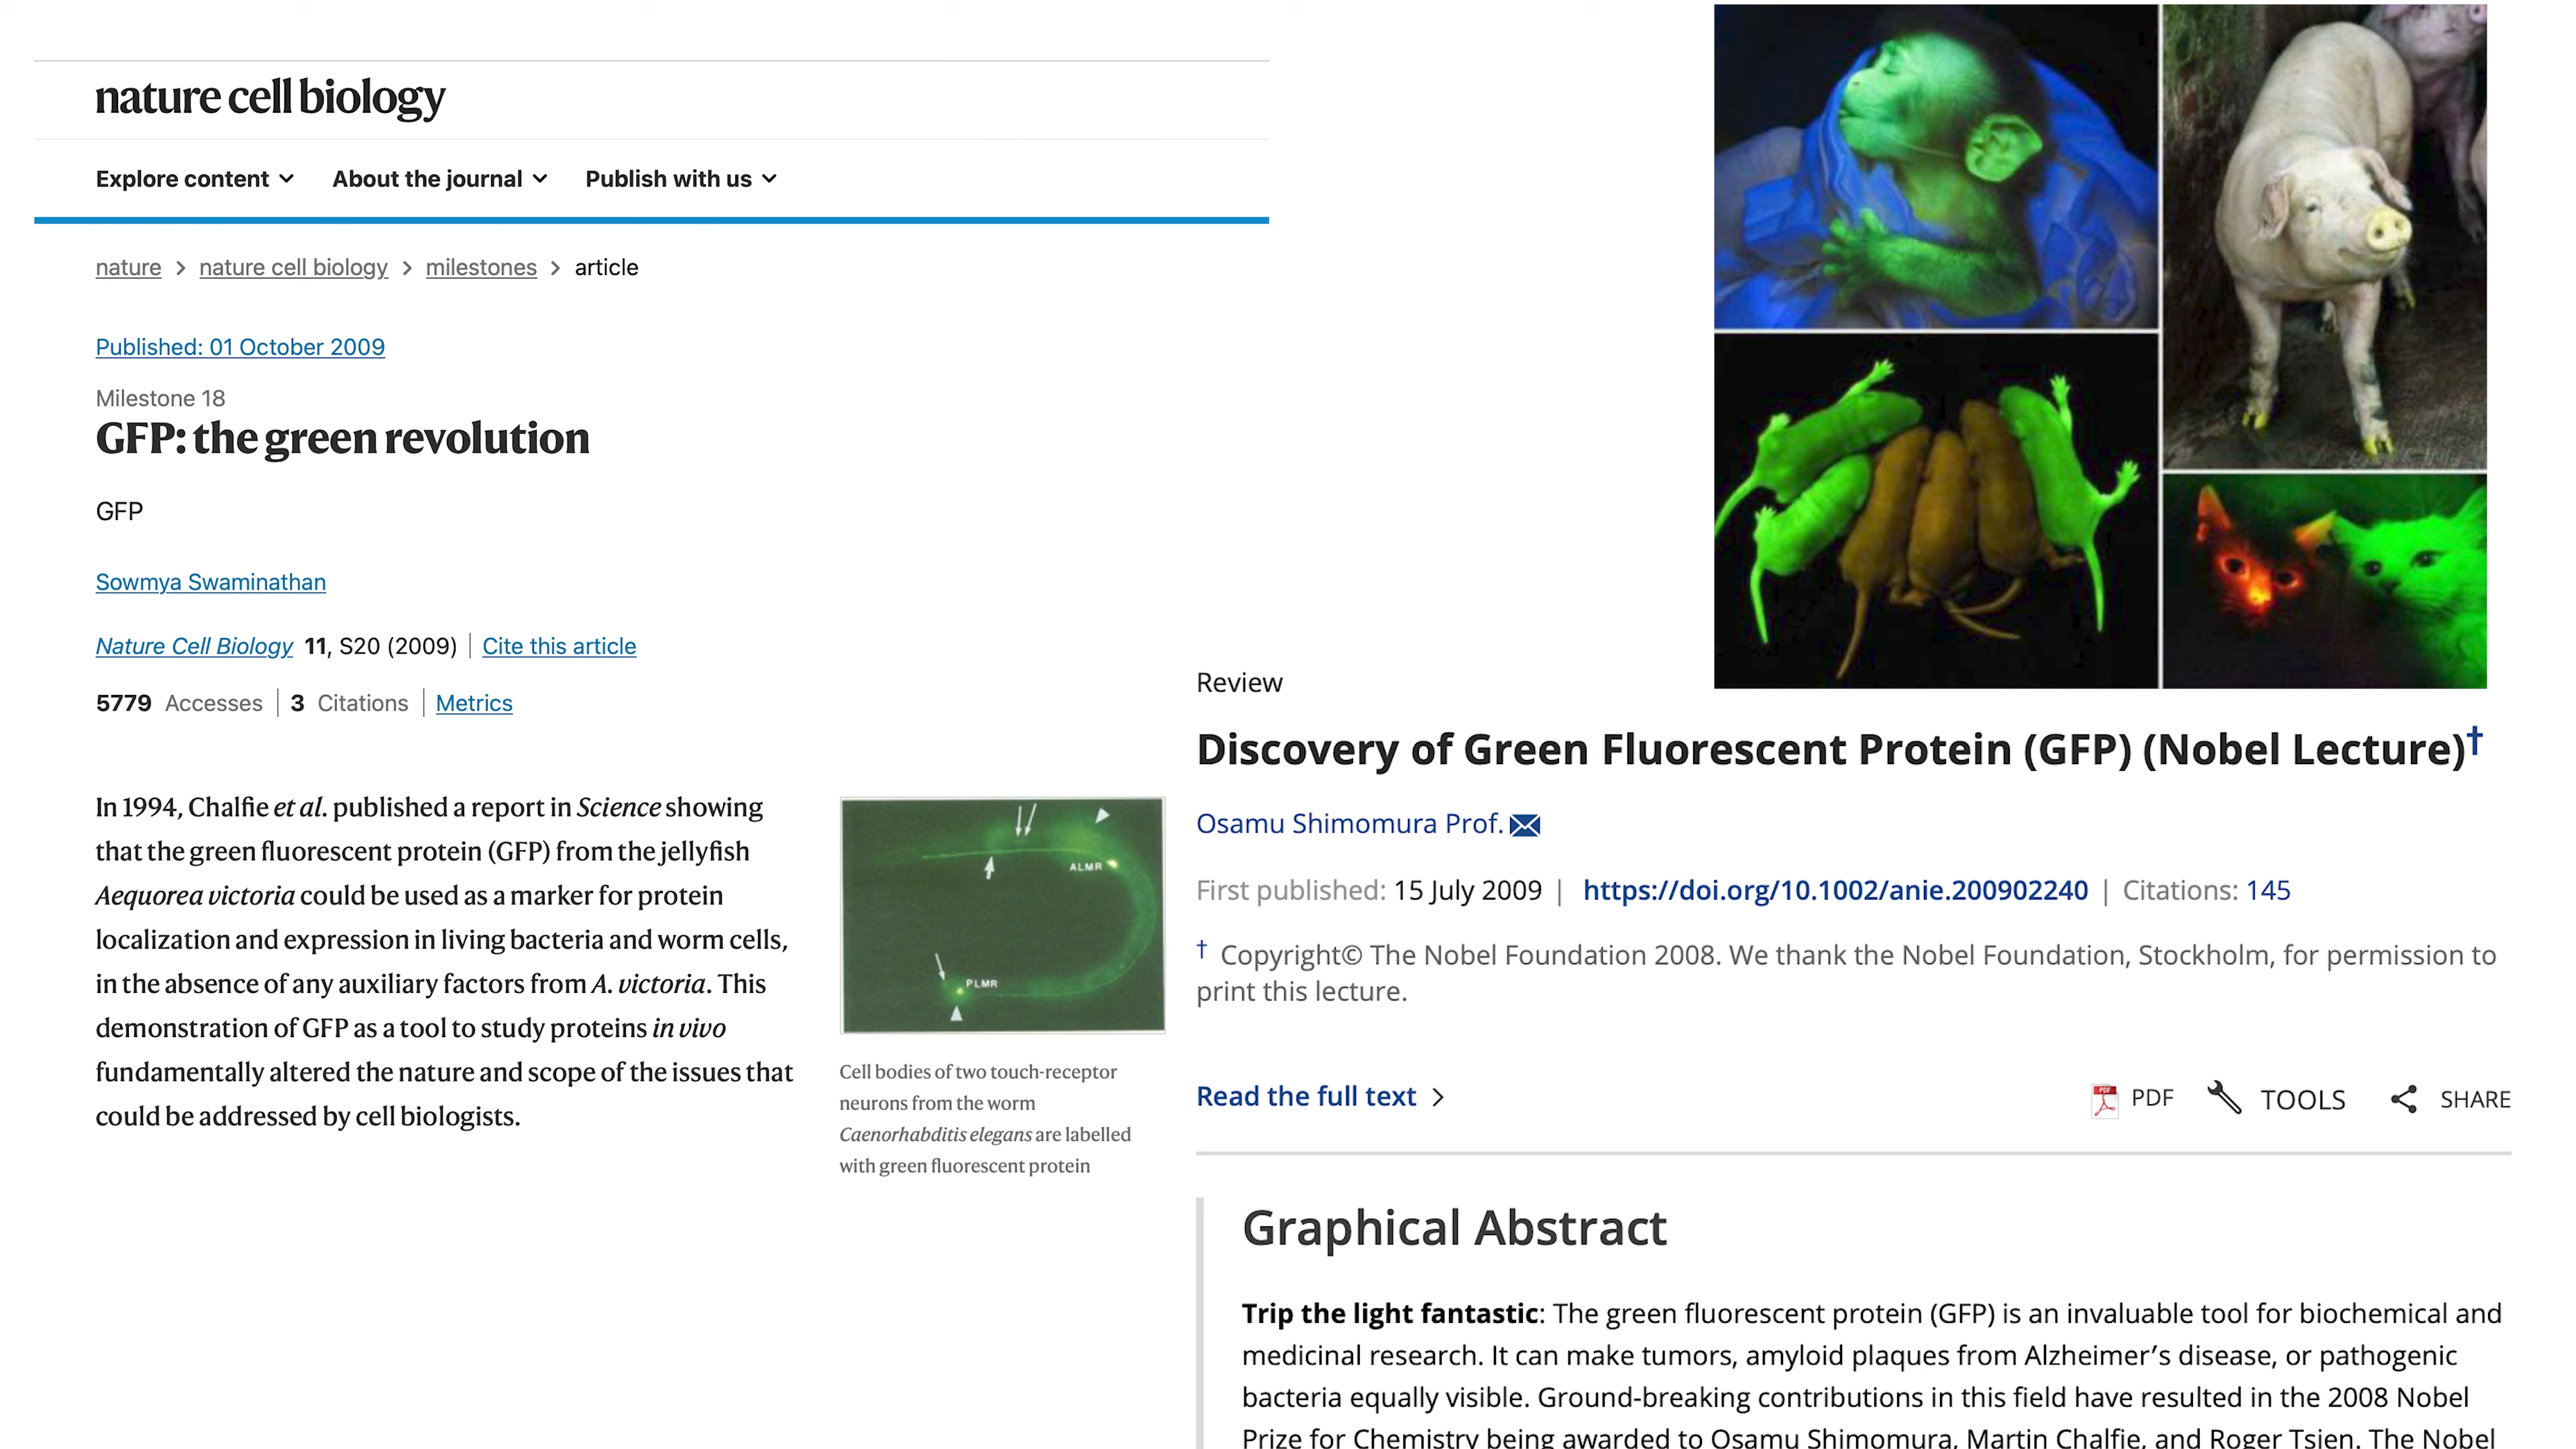 nature cell biology
Explore content
About the journal
Publish with us
nature > nature cell biology > milestones > article
Published: 01 October 2009
Milestone 18
GFP: the green revolution
GFP
Sowmya Swaminathan
Nature Cell Biology 11, S20 (2009) | Cite this article
5779 Accesses | 3 Citations | Metrics
In 1994, Chalfie et al. published a report in Science showing
that the green fluorescent protein (GFP) from the jellyfish
Aequorea victoria could be used as a marker for protein
localization and expression in living bacteria and worm cells,
in the absence of any auxiliary factors from A. victoria. This
demonstration of GFP as a tool to study proteins in vivo
fundamentally altered the nature and scope of the issues that
could be addressed by cell biologists.
ALMR
PLMR
Cell bodies of two touch-receptor
neurons from the worm
Caenorhabditis elegans are labelled
with green fluorescent protein
Review
Discovery of Green Fluorescent Protein (GFP) (Nobel Lecture)†
Osamu Shimomura Prof.
First published: 15 July 2009 | https://doi.org/10.1002/anie.200902240 | Citations: 145
† Copyright© The Nobel Foundation 2008. We thank the Nobel Foundation, Stockholm, for permission to
print this lecture.
Read the full text >
PDF
PDF
TOOLS
SHARE
Graphical Abstract
Trip the light fantastic: The green fluorescent protein (GFP) is an invaluable tool for biochemical and
medicinal research. It can make tumors, amyloid plaques from Alzheimer's disease, or pathogenic
bacteria equally visible. Ground-breaking contributions in this field have resulted in the 2008 Nobel
Prize for Chemistry being awarded to Osamu Shimomura, Martin Chalfie, and Roger Tsien. The Nobel